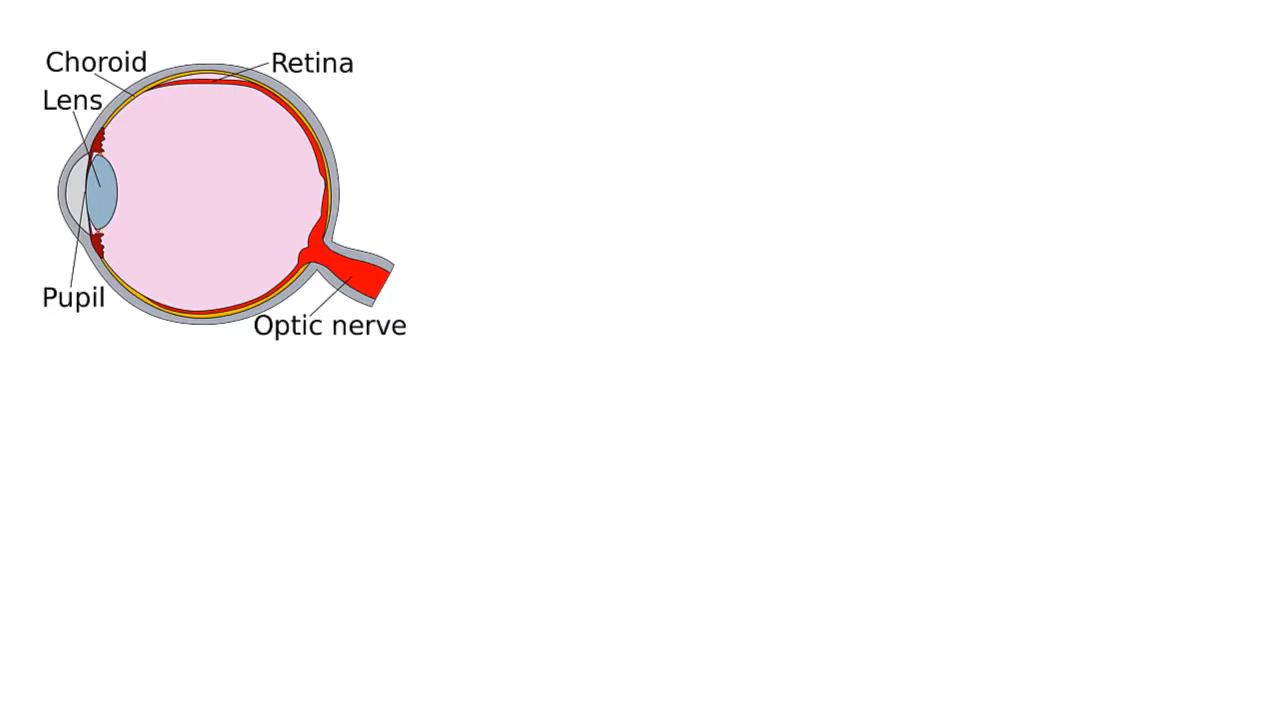 Choroid
Retina
Lens
Pupil
Optic nerve